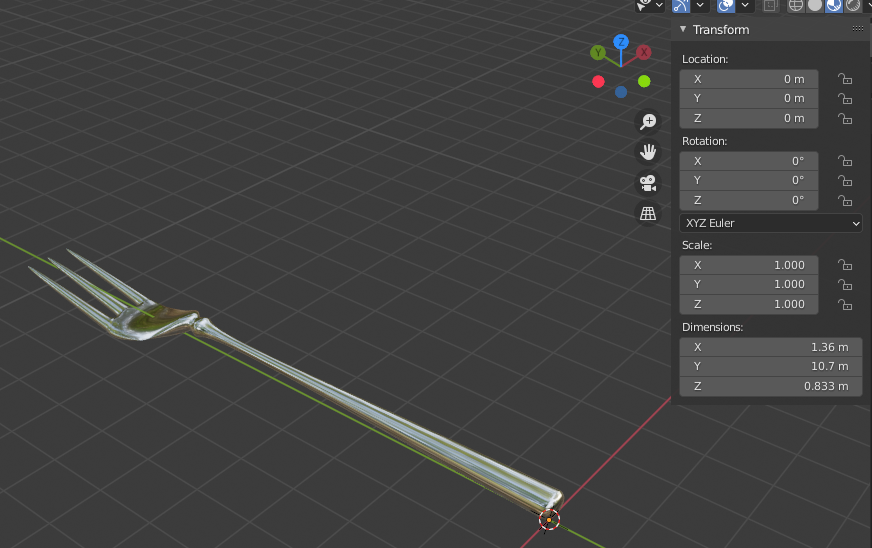 Transform
Location:
X 0 m
Y 0 m
Z 0 m
Rotation:
X 0°
Y 0°
Z 0°
XYZ Euler
Scale:
X 1.000
Y 1.000
Z 1.000
Dimensions:
X 1.36 m
Y 10.7 m
Z 0.833 m
Z
Y
X